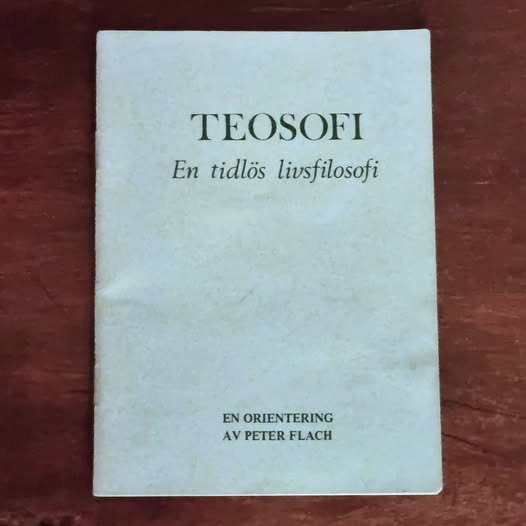 TEOSOFI
En tidlös livsfilosofi
EN ORIENTERING
AV PETER FLACH